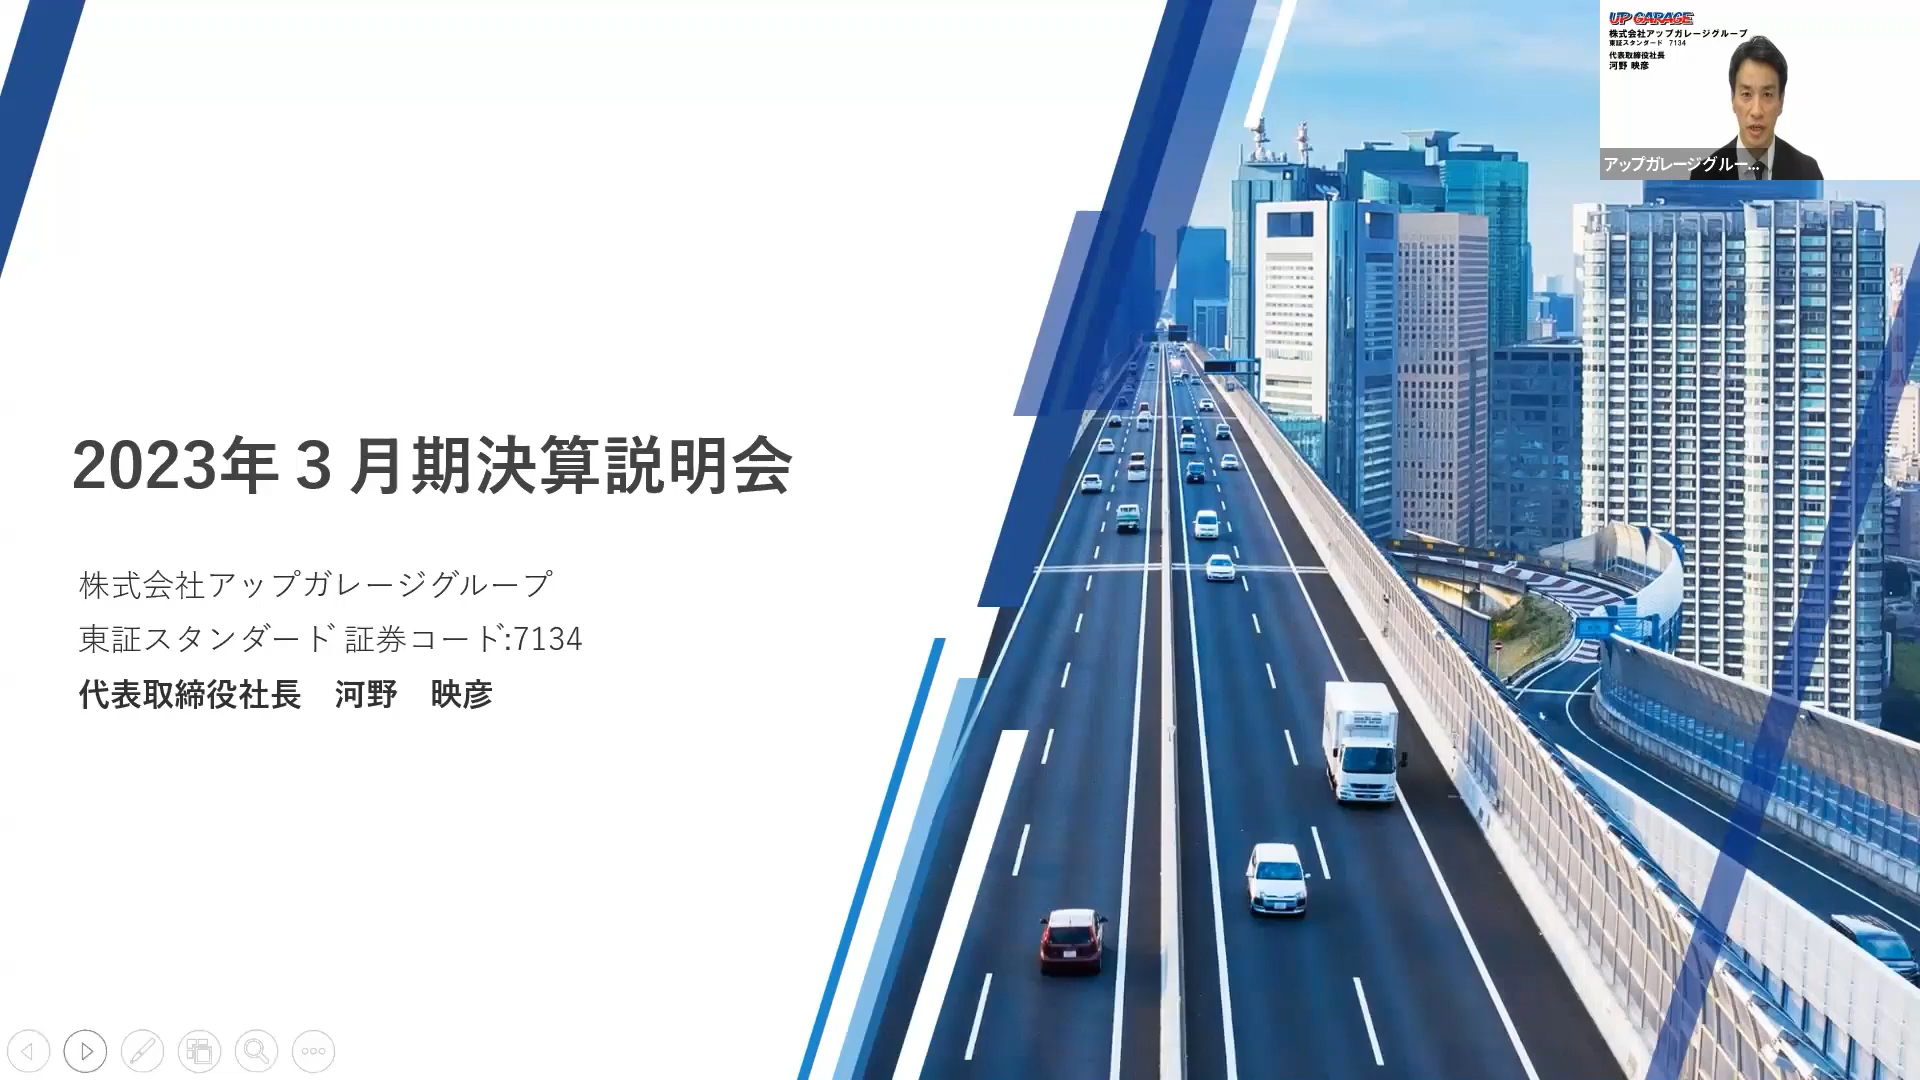 2023年３月期決算説明会
株式会社アップガレージグループ
東証スタンダード 証券コード:7134
代表取締役社長　河野　映彦
UP GARAGE
株式会社アップガレージグループ
東証スタンダード　7134
代表取締役社長
河野 映彦
アップガレージグルー...